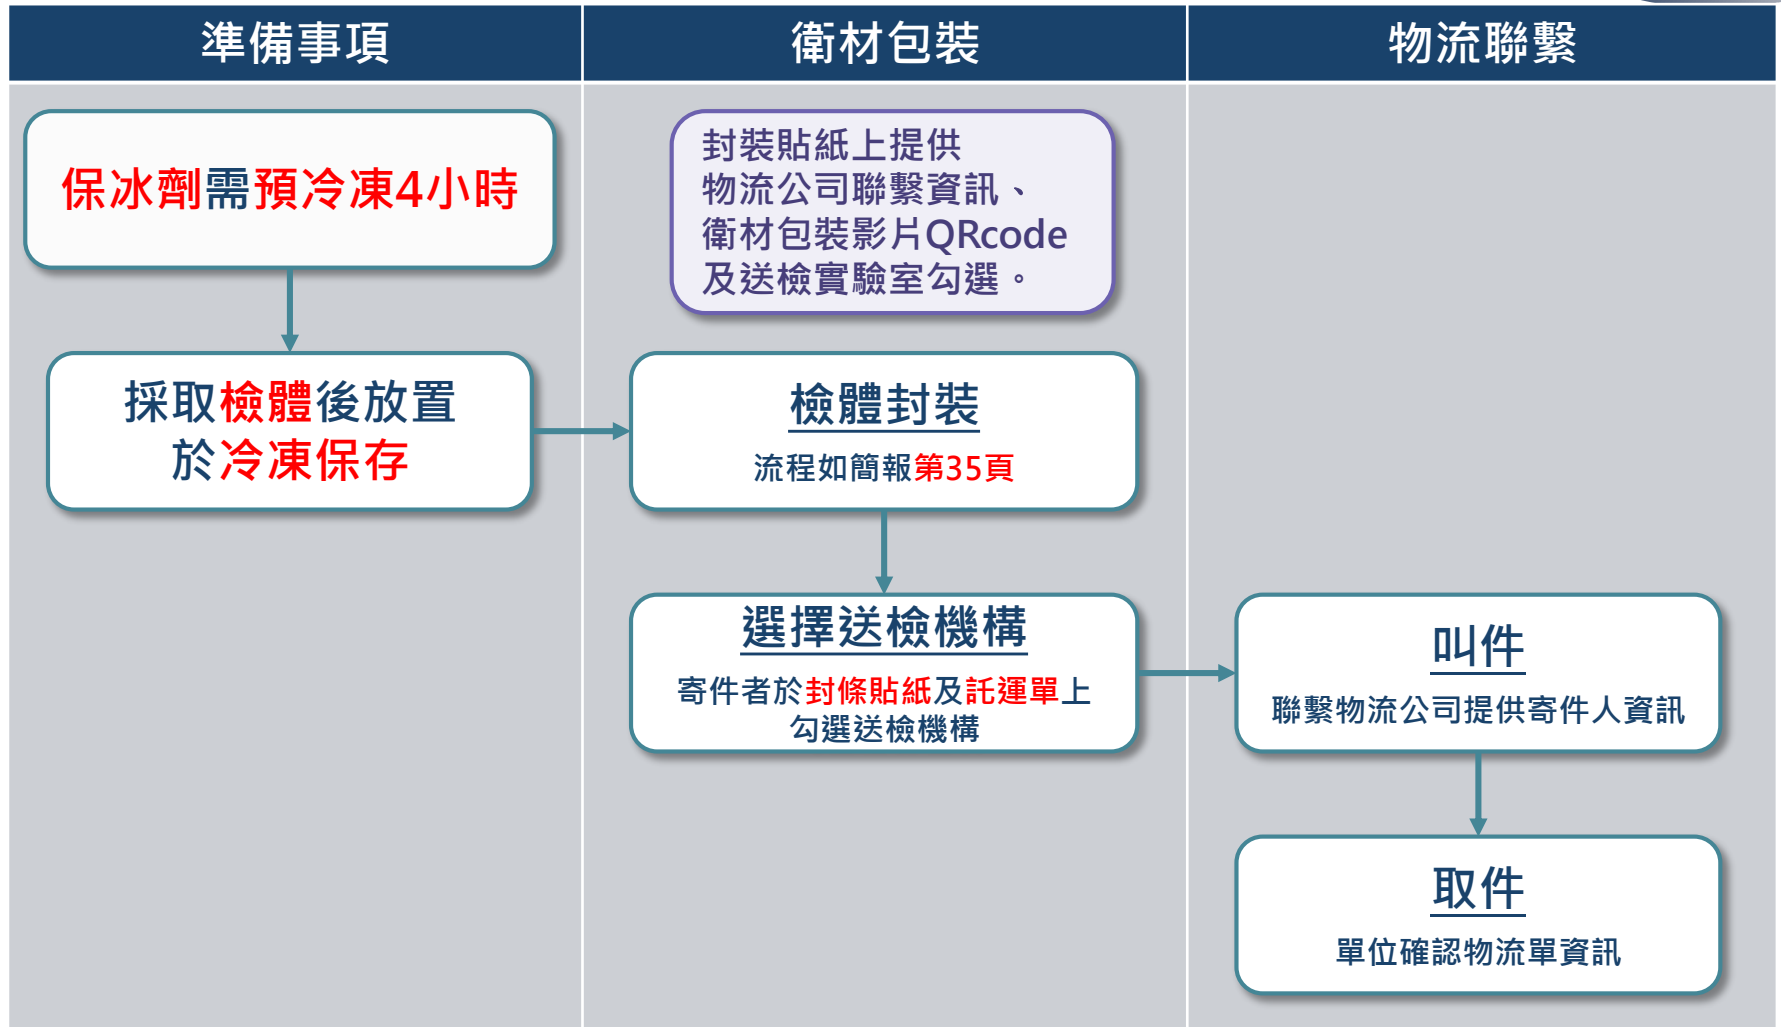 準備事項
衛材包裝
物流聯繫
保冰劑需預冷凍4小時
封裝貼紙上提供
物流公司聯繫資訊、
衛材包裝影片QRcode
及送檢實驗室勾選。
採取檢體後放置
於冷凍保存
檢體封裝
流程如簡報第35頁
選擇送檢機構
寄件者於封條貼紙及託運單上
勾選送檢機構
叫件
聯繫物流公司提供寄件人資訊
取件
單位確認物流單資訊